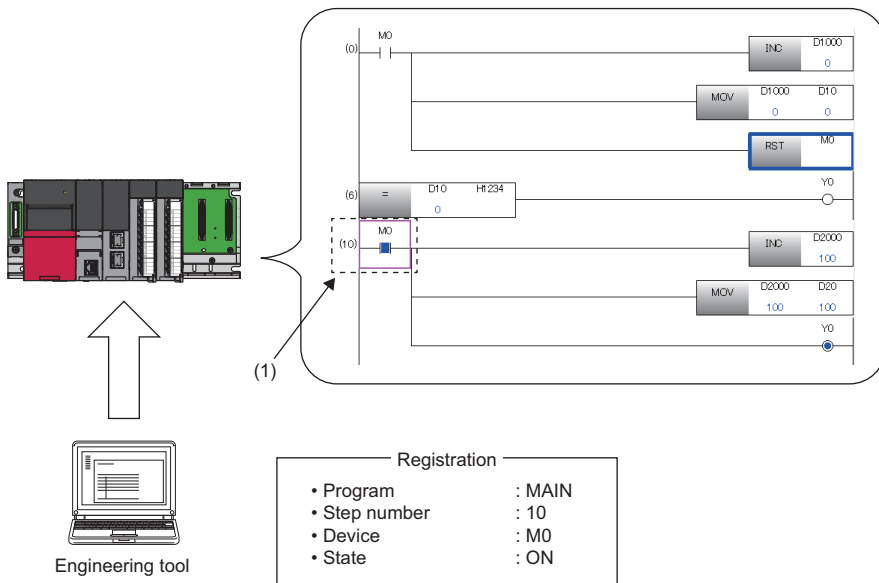 M0
(0)
INC D1000
0
MOV D1000 D10
0 0
RST M0
(6) = D10 H1234
0
Y0
M0
(10)
INC D2000
100
MOV D2000 D20
100 100
Y0
(1)
Engineering tool
Registration
• Program : MAIN
• Step number : 10
• Device : M0
• State : ON